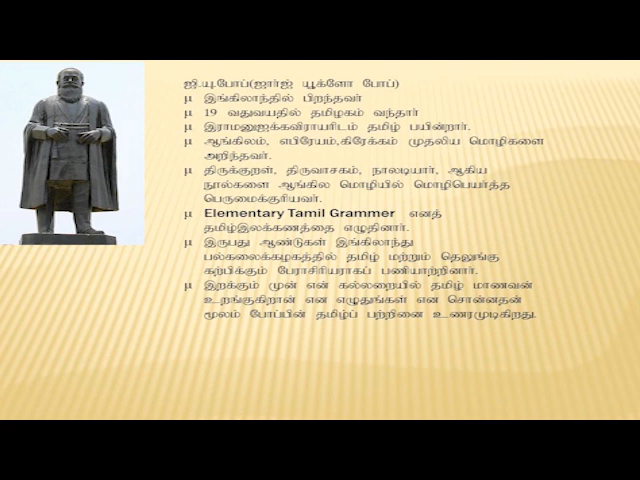 ஜி.யு.போப்(ஜார்ஜ் யூக்ளோ போப்)
µ இங்கிலாந்தில் பிறந்தவர்
µ 19 வதுவயதில் தமிழகம் வந்தார்
µ இராமனுஜக்கவிராயரிடம் தமிழ் பயின்றார்.
µ ஆங்கிலம், எபிரேயம்,கிரேக்கம் முதலிய மொழிகளை
அறிந்தவர்.
µ திருக்குறள், திருவாசகம், நாலடியார், ஆகிய
நூல்களை ஆங்கில மொழியில் மொழிபெயர்த்த
பெருமைக்குரியவர்.
µ Elementary Tamil Grammer எனத்
தமிழ்இலக்கணத்தை எழுதினார்.
µ இருபது ஆண்டுகள் இங்கிலாந்து
பல்கலைக்கழகத்தில் தமிழ் மற்றும் தெலுங்கு
கற்பிக்கும் பேராசிரியராகப் பணியாற்றினார்.
µ இறக்கும் முன் என் கல்லறையில் தமிழ் மாணவன்
உறங்குகிறான் என எழுதுங்கள் என சொன்னதன்
மூலம் போப்பின் தமிழ்ப் பற்றினை உணரமுடிகிறது.